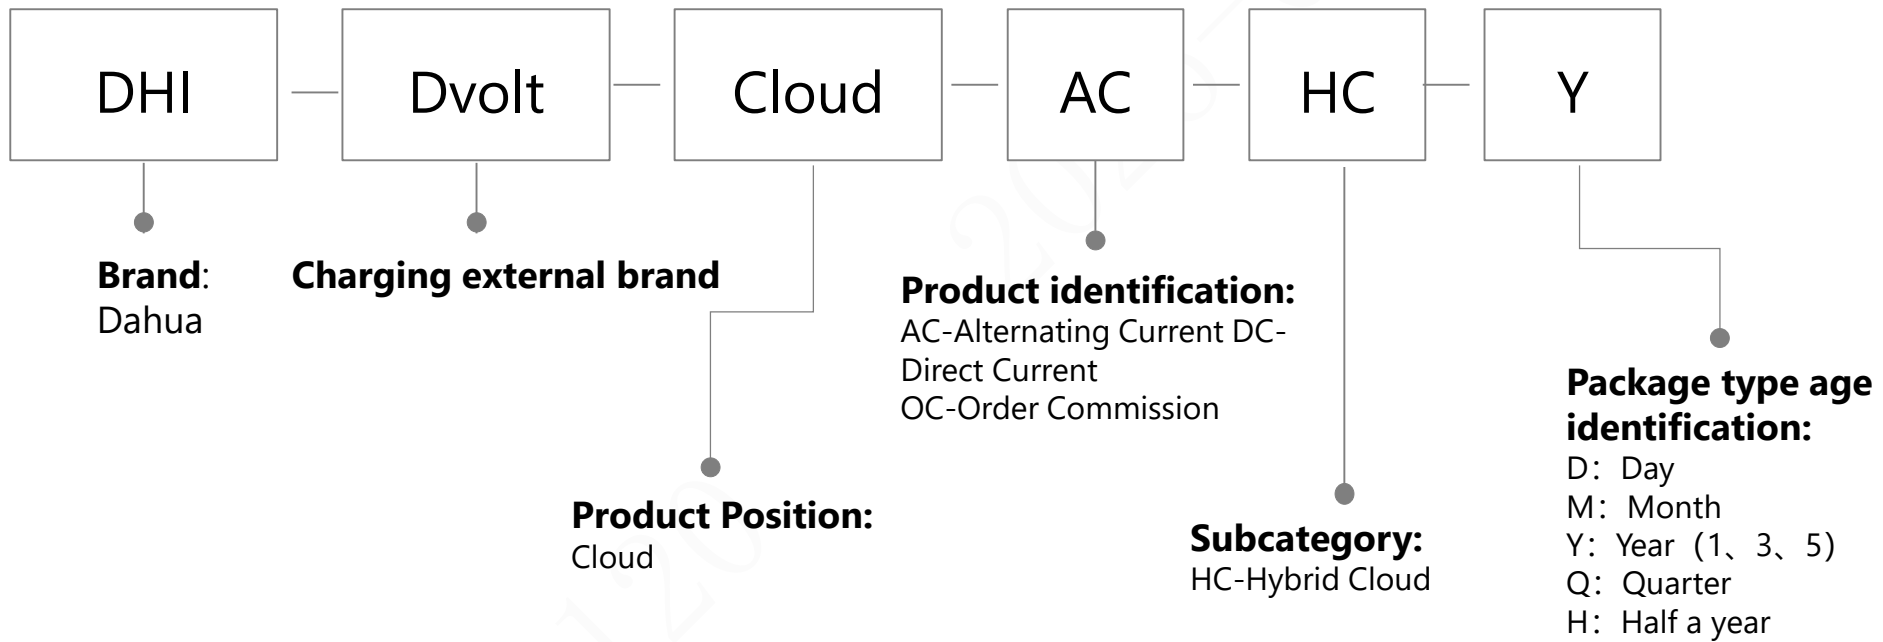 DHI
Dvolt
Cloud
AC
HC
Y
Brand:
Dahua
Charging external brand
Product Position:
Cloud
Product identification:
AC-Alternating Current DC-
Direct Current
OC-Order Commission
Subcategory:
HC-Hybrid Cloud
Package type age
identification:
D：Day
M：Month
Y：Year（1、3、5）
Q：Quarter
H：Half a year